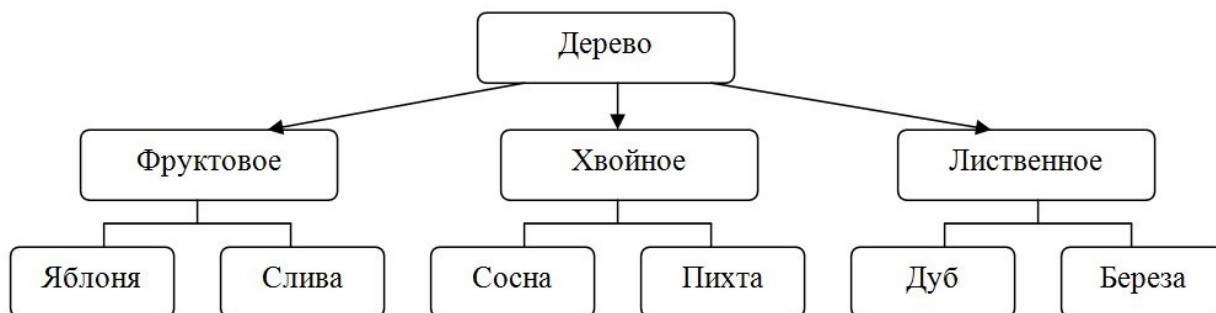 Дерево
Фруктовое
Хвойное
Лиственное
Яблоня
Слива
Сосна
Пихта
Дуб
Береза